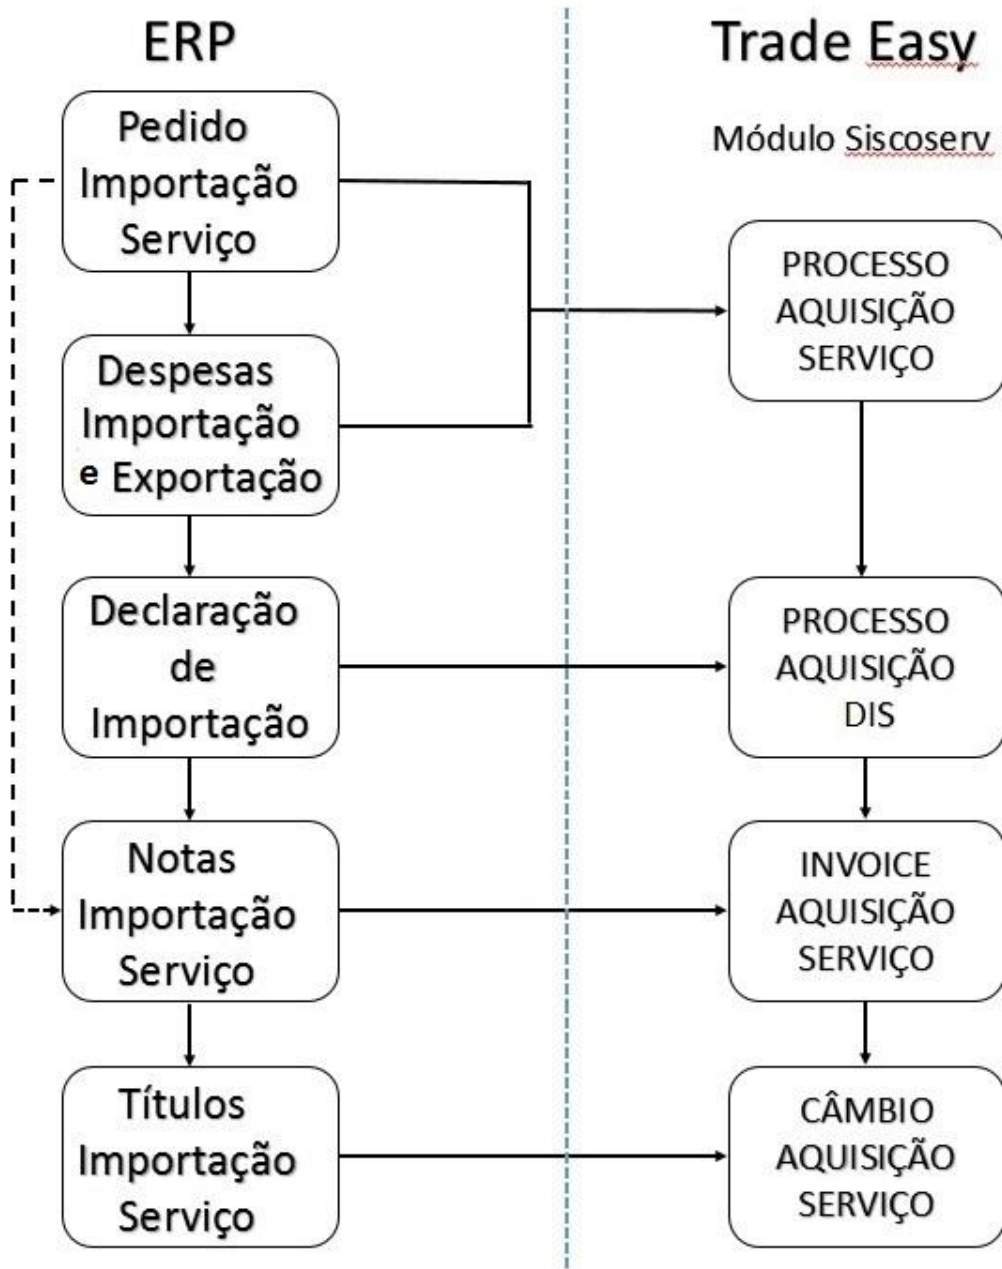 ERP
Pedido
Importação
Serviço
Despesas
Importação
e Exportação
Declaração
de
Importação
Notas
Importação
Serviço
Títulos
Importação
Serviço
Trade Easy
Módulo Siscoserv
PROCESSO
AQUISIÇÃO
SERVIÇO
PROCESSO
AQUISIÇÃO
DIS
INVOICE
AQUISIÇÃO
SERVIÇO
CÂMBIO
AQUISIÇÃO
SERVIÇO